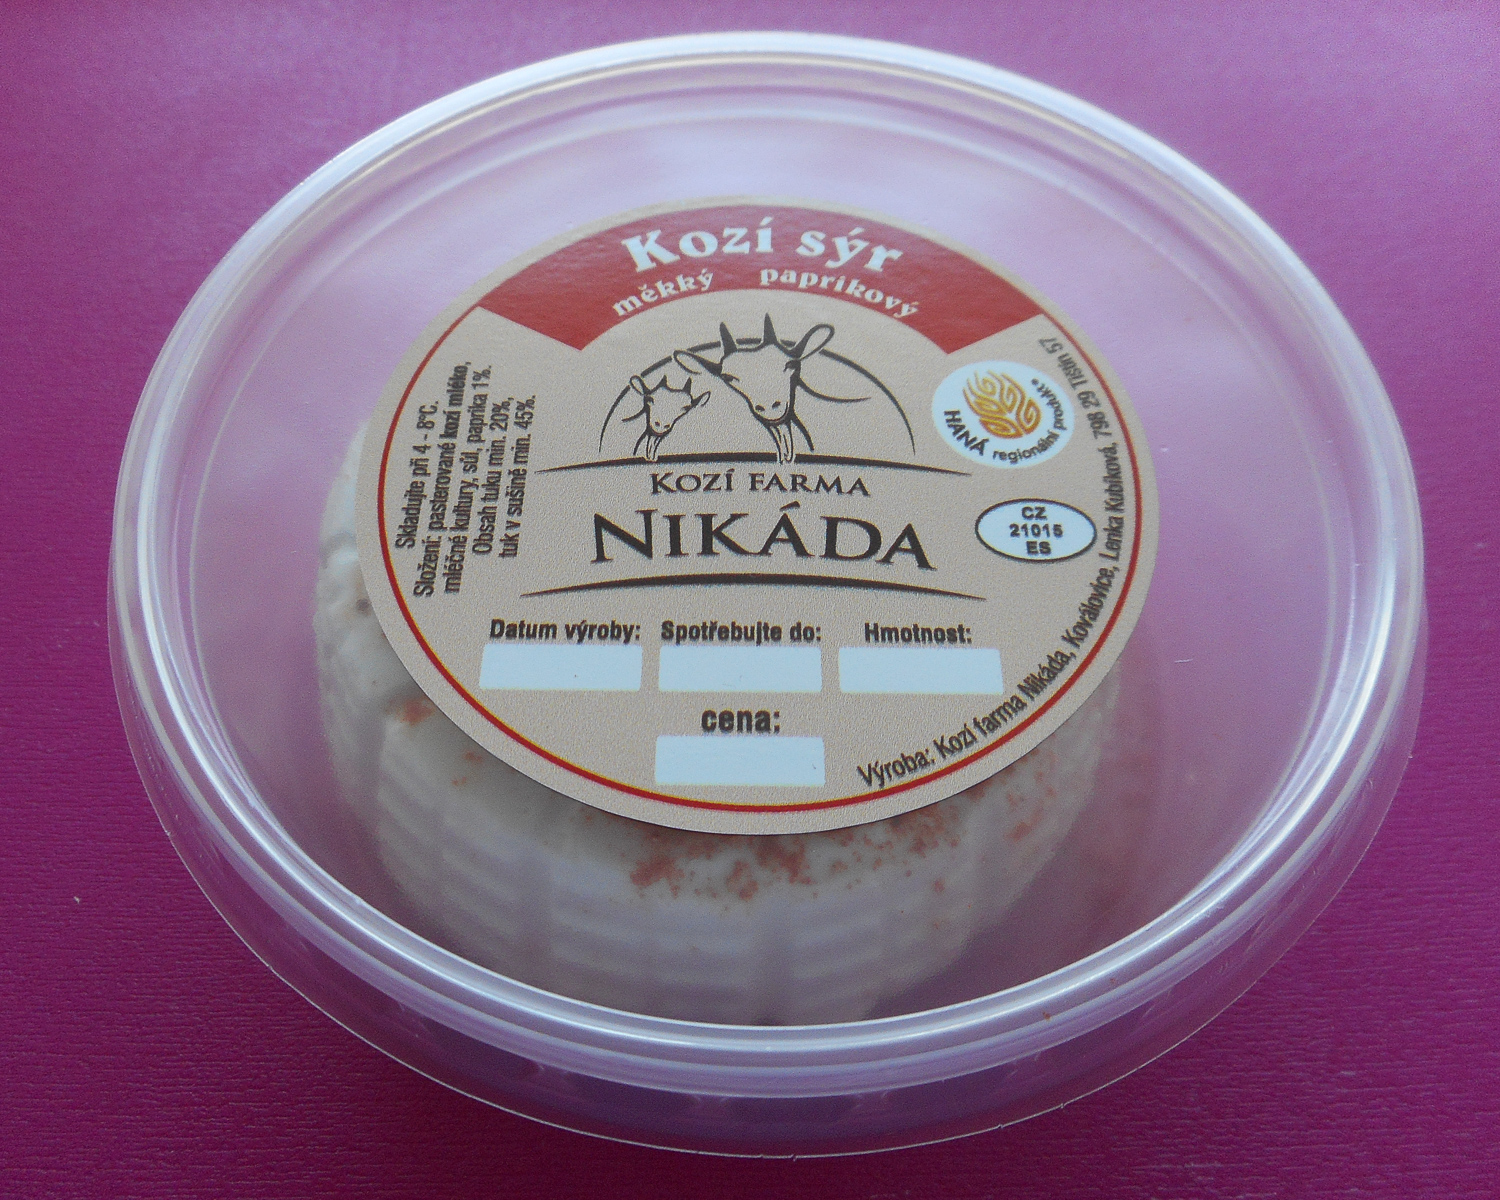 Kozí sýr
měkký paprikový
Skladujte při 4 - 8°C.
Složení: pasterované kozí mléko,
mléčné kultury, sůl, paprika 1%.
Obsah tuku min. 20%,
tuk v sušině min. 45%.
KOZÍ FARMA
NIKÁDA
HANÁ regionální produkt®
CZ
21015
ES
Datum výroby: Spotřebujte do: Hmotnost:
cena:
Výroba: Kozí farma Nikáda, Koválovice, Lenka Kubíková, 798 29 Tištín 57